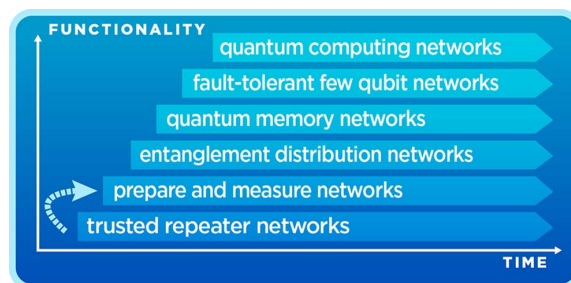 FUNCTIONALITY
quantum computing networks
fault-tolerant few qubit networks
quantum memory networks
entanglement distribution networks
prepare and measure networks
trusted repeater networks
TIME